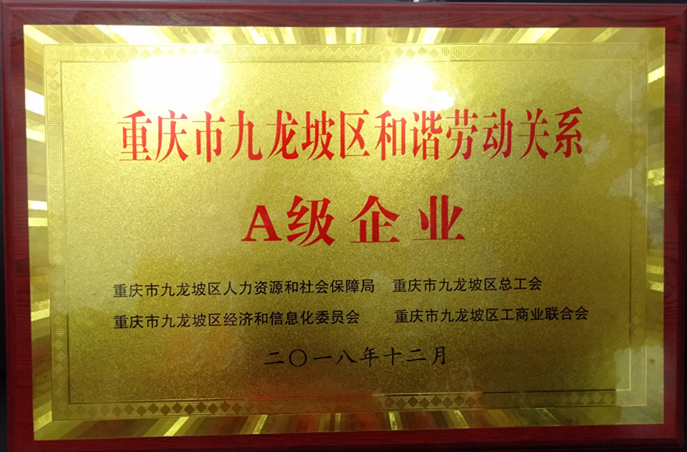 重庆市九龙坡区和谐劳动关系
A级企业
重庆市九龙坡区人力资源和社会保障局 重庆市九龙坡区总工会
重庆市九龙坡区经济和信息化委员会 重庆市九龙坡区工商业联合会
二〇一八年十二月